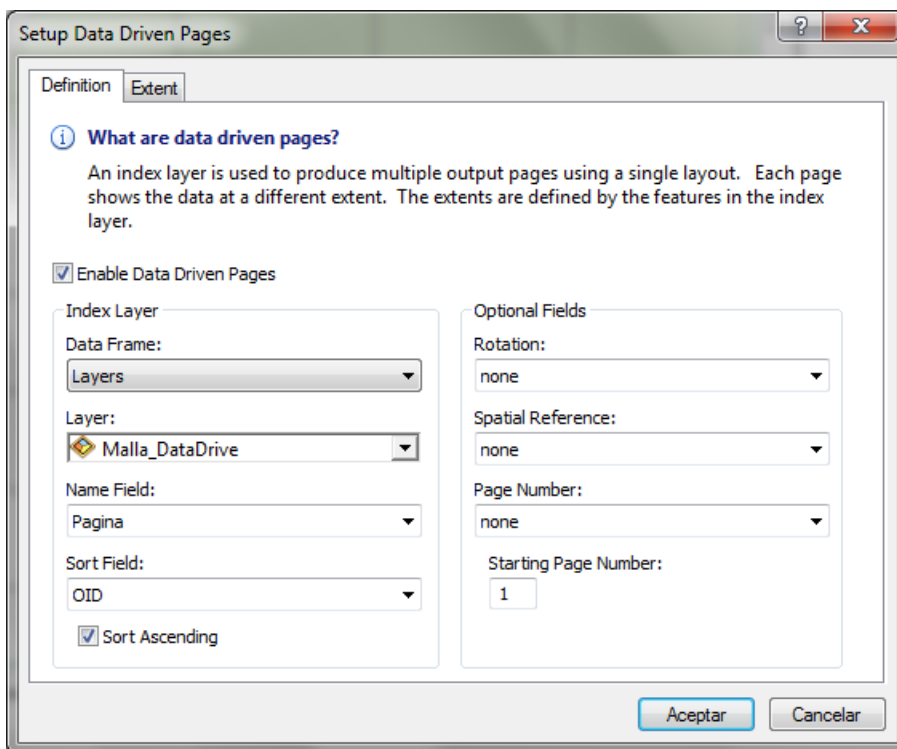 Setup Data Driven Pages
Definition
Extent
What are data driven pages?
An index layer is used to produce multiple output pages using a single layout. Each page
shows the data at a different extent. The extents are defined by the features in the index
layer.
Enable Data Driven Pages
Index Layer
Data Frame:
Layers
Layer:
Malla_DataDrive
Name Field:
Pagina
Sort Field:
OID
Sort Ascending
Optional Fields
Rotation:
none
Spatial Reference:
none
Page Number:
none
Starting Page Number:
1
Aceptar
Cancelar